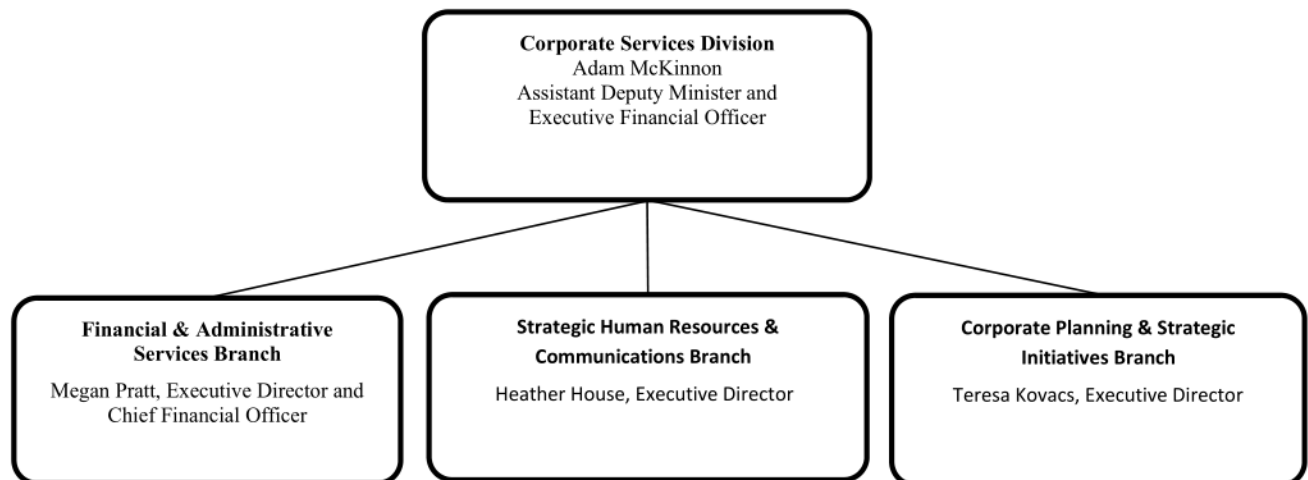 Corporate Services Division
Adam McKinnon
Assistant Deputy Minister and
Executive Financial Officer
Financial & Administrative
Services Branch
Megan Pratt, Executive Director and
Chief Financial Officer
Strategic Human Resources &
Communications Branch
Heather House, Executive Director
Corporate Planning & Strategic
Initiatives Branch
Teresa Kovacs, Executive Director